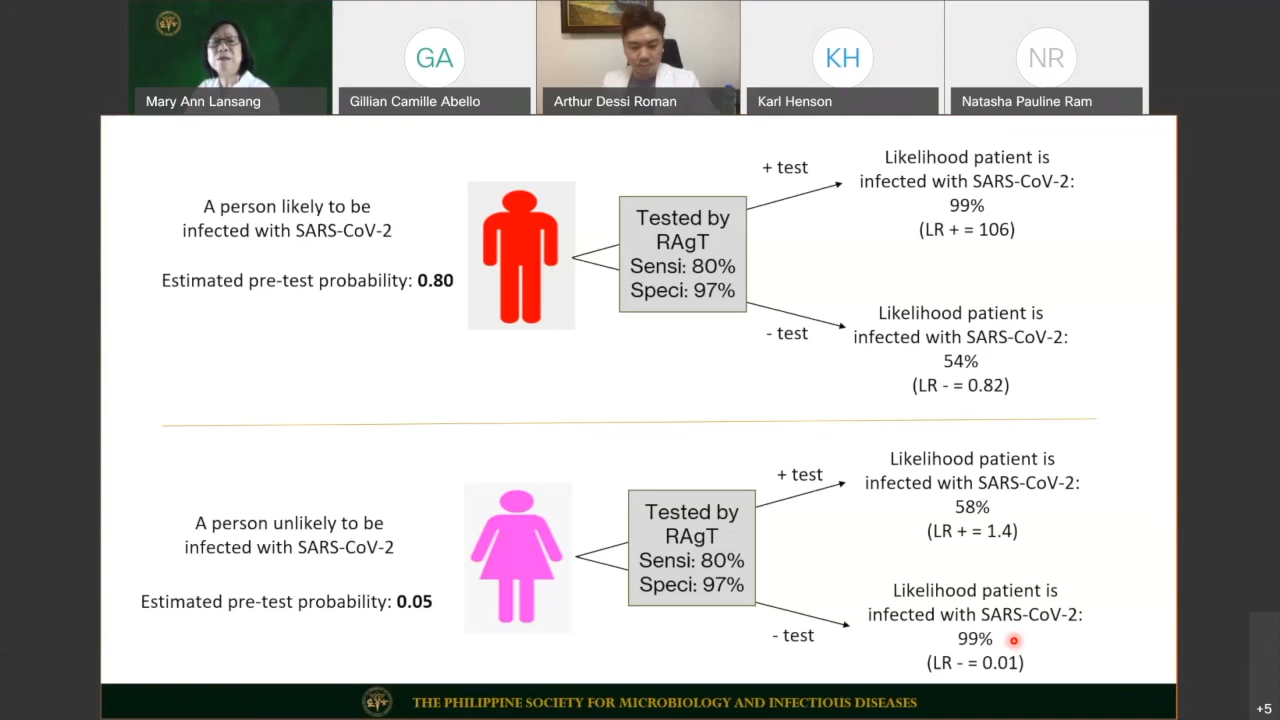 GA
KH
NR
Mary Ann Lansang
Gillian Camille Abello
Arthur Dessi Roman
Karl Henson
Natasha Pauline Ram
A person likely to be
infected with SARS-CoV-2
Estimated pre-test probability: 0.80
Tested by
RAgT
Sensi: 80%
Speci: 97%
+ test
Likelihood patient is
infected with SARS-CoV-2:
99%
(LR + = 106)
- test
Likelihood patient is
infected with SARS-CoV-2:
54%
(LR - = 0.82)
A person unlikely to be
infected with SARS-CoV-2
Estimated pre-test probability: 0.05
Tested by
RAgT
Sensi: 80%
Speci: 97%
+ test
Likelihood patient is
infected with SARS-CoV-2:
58%
(LR + = 1.4)
- test
Likelihood patient is
infected with SARS-CoV-2:
99%
(LR - = 0.01)
THE PHILIPPINE SOCIETY FOR MICROBIOLOGY AND INFECTIOUS DISEASES
+5